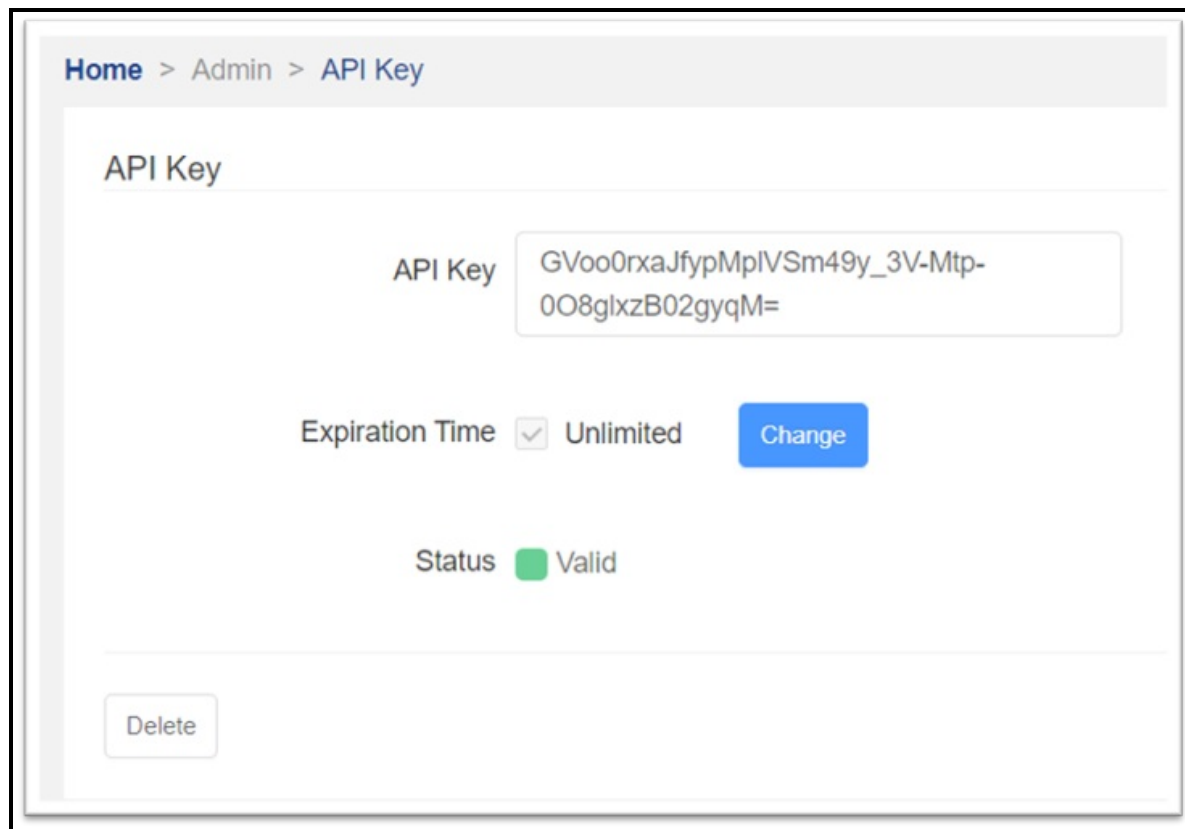 Home > Admin > API Key
API Key
API Key
GVoo0rxaJfypMplVSm49y_3V-Mtp-
0O8glxzB02gyqM=
Expiration Time Unlimited Change
Status Valid
Delete